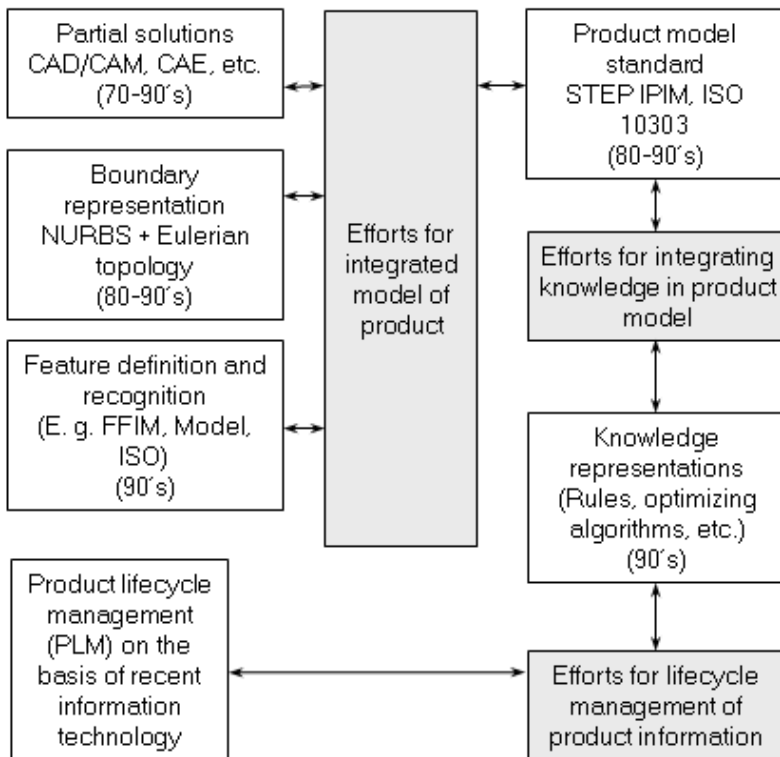 Partial solutions
CAD/CAM, CAE, etc.
(70-90´s)
Boundary
representation
NURBS + Eulerian
topology
(80-90´s)
Feature definition and
recognition
(E. g. FFIM, Model,
ISO)
(90´s)
Product lifecycle
management
(PLM) on the
basis of recent
information
technology
Efforts for
integrated
model of
product
Product model
standard
STEP IPIM, ISO
10303
(80-90´s)
Efforts for integrating
knowledge in product
model
Knowledge
representations
(Rules, optimizing
algorithms, etc.)
(90´s)
Efforts for lifecycle
management of
product information